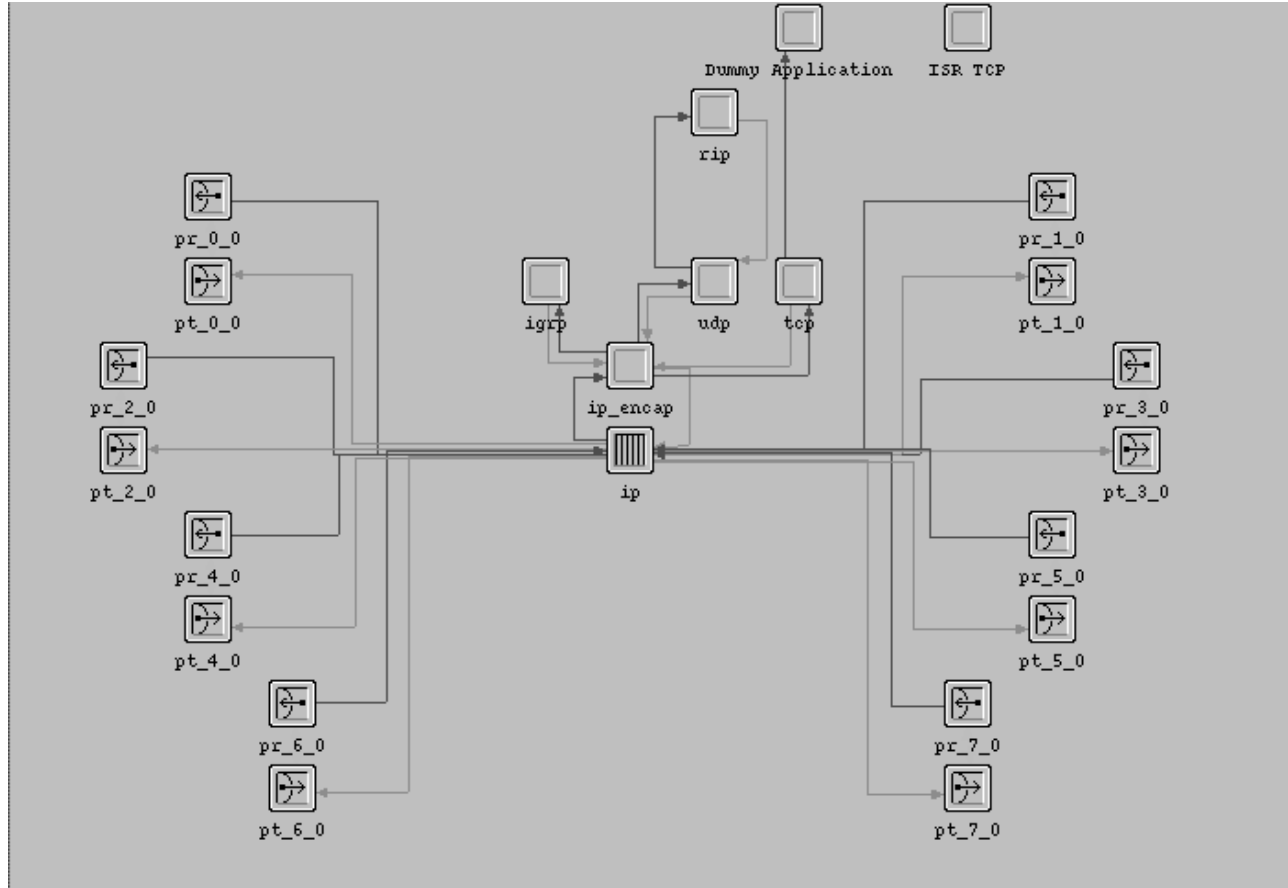 Dummy Application
ISR TCP
rip
pr_0_0
pr_1_0
pt_0_0
igrp
udp
tcp
pt_1_0
pr_2_0
ip_encap
pr_3_0
pt_2_0
ip
pt_3_0
pr_4_0
pr_5_0
pt_4_0
pt_5_0
pr_6_0
pr_7_0
pt_6_0
pt_7_0